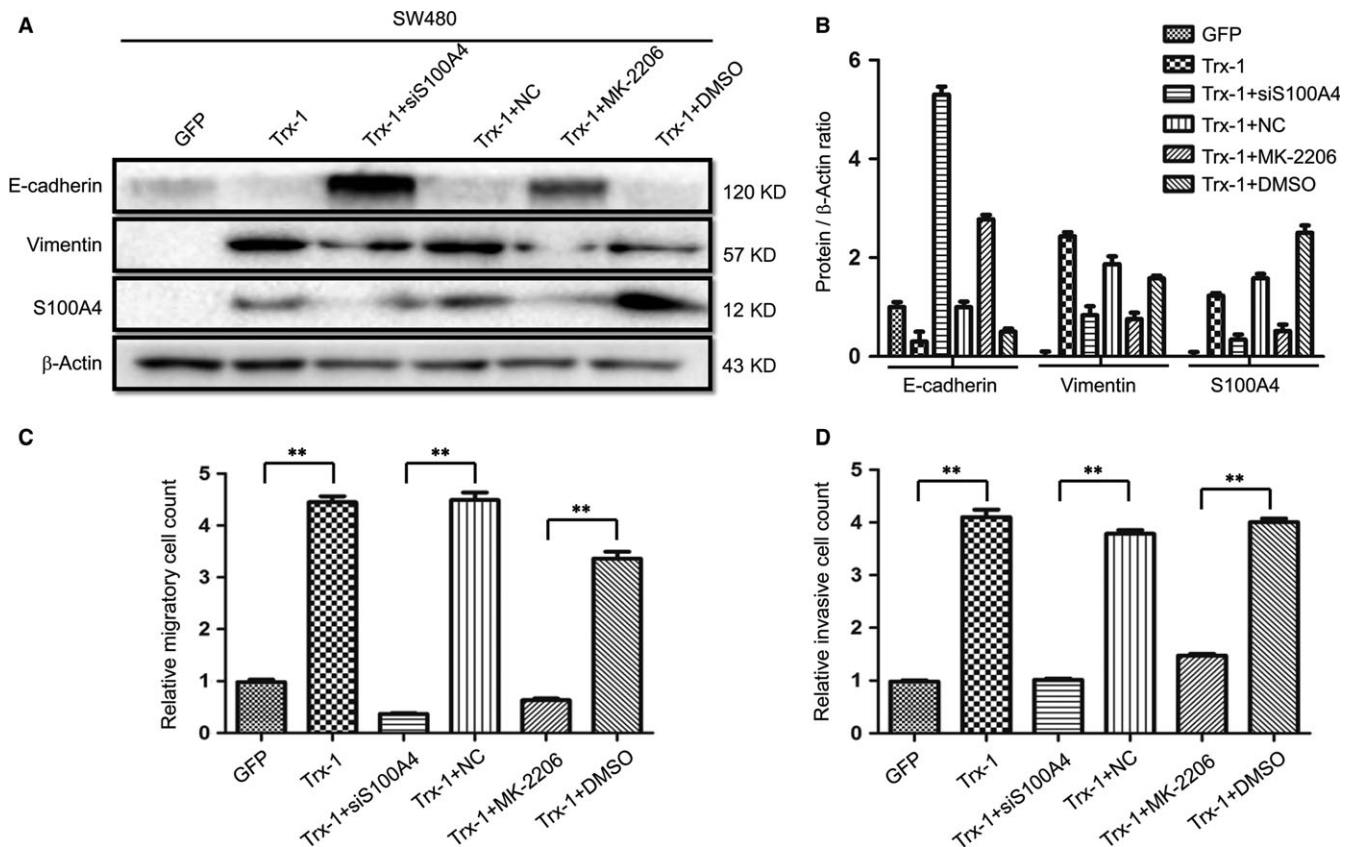 A
SW480
GFP
Trx-1
Trx-1+siS100A4
Trx-1+NC
Trx-1+MK-2206
Trx-1+DMSO
E-cadherin
120 KD
Vimentin
57 KD
S100A4
12 KD
β-Actin
43 KD
B
Protein / β-Actin ratio
6
4
2
0
E-cadherin
Vimentin
S100A4
GFP
Trx-1
Trx-1+siS100A4
Trx-1+NC
Trx-1+MK-2206
Trx-1+DMSO
C
Relative migratory cell count
5
4
3
2
1
0
**
**
**
GFP
Trx-1
Trx-1+siS100A4
Trx-1+NC
Trx-1+MK-2206
Trx-1+DMSO
D
Relative invasive cell count
5
4
3
2
1
0
**
**
**
GFP
Trx-1
Trx-1+siS100A4
Trx-1+NC
Trx-1+MK-2206
Trx-1+DMSO